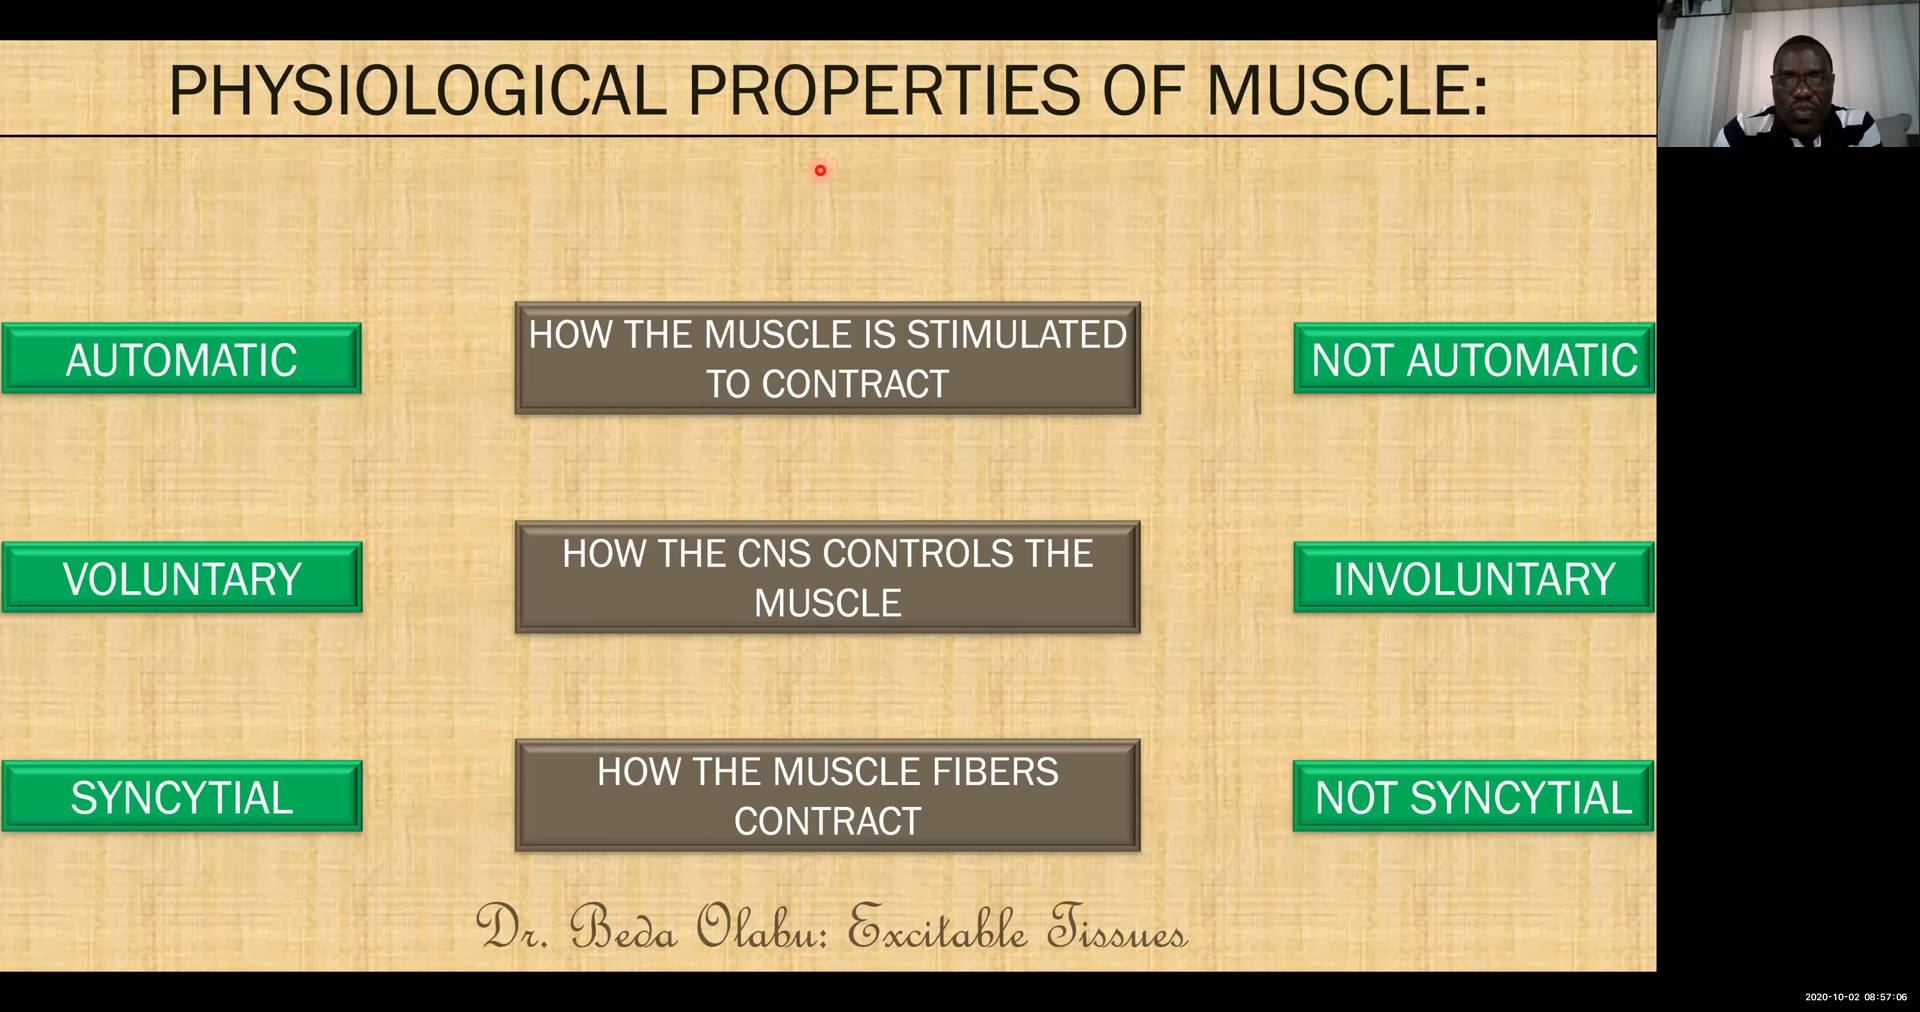 PHYSIOLOGICAL PROPERTIES OF MUSCLE:
AUTOMATIC
HOW THE MUSCLE IS STIMULATED
TO CONTRACT
NOT AUTOMATIC
VOLUNTARY
HOW THE CNS CONTROLS THE
MUSCLE
INVOLUNTARY
SYNCYTIAL
HOW THE MUSCLE FIBERS
CONTRACT
NOT SYNCYTIAL
Dr. Beda Olabu: Excitable Tissues
2020-10-02 08:57:06